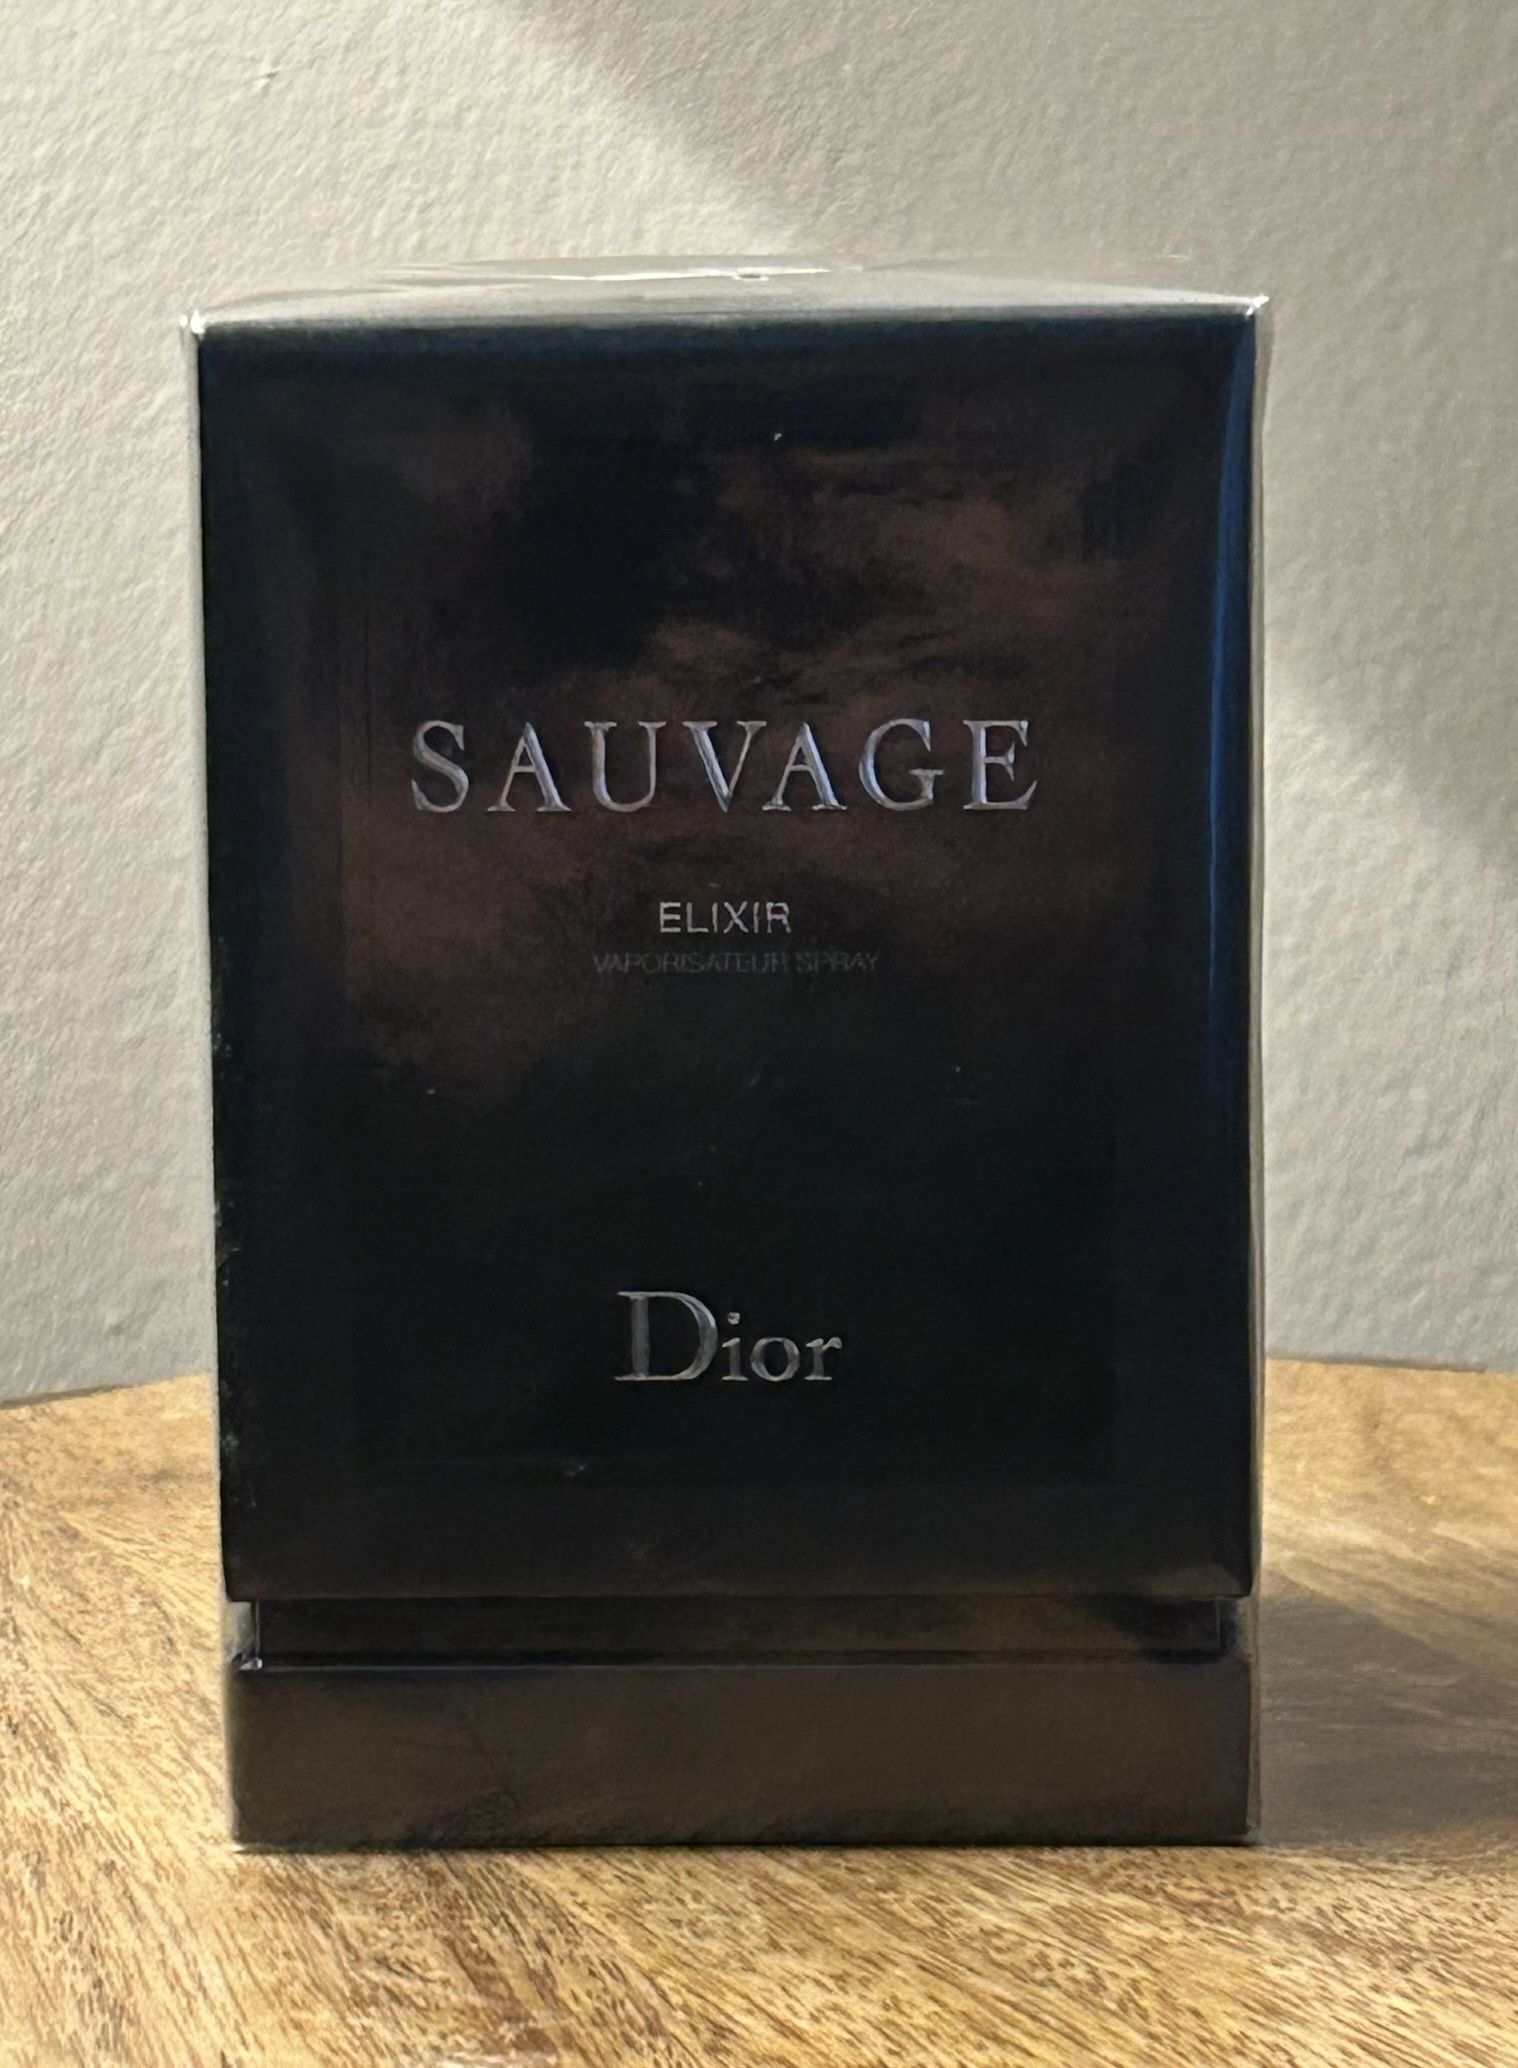 SAUVAGE
ELIXIR
VAPORISATEUR SPRAY
Dior